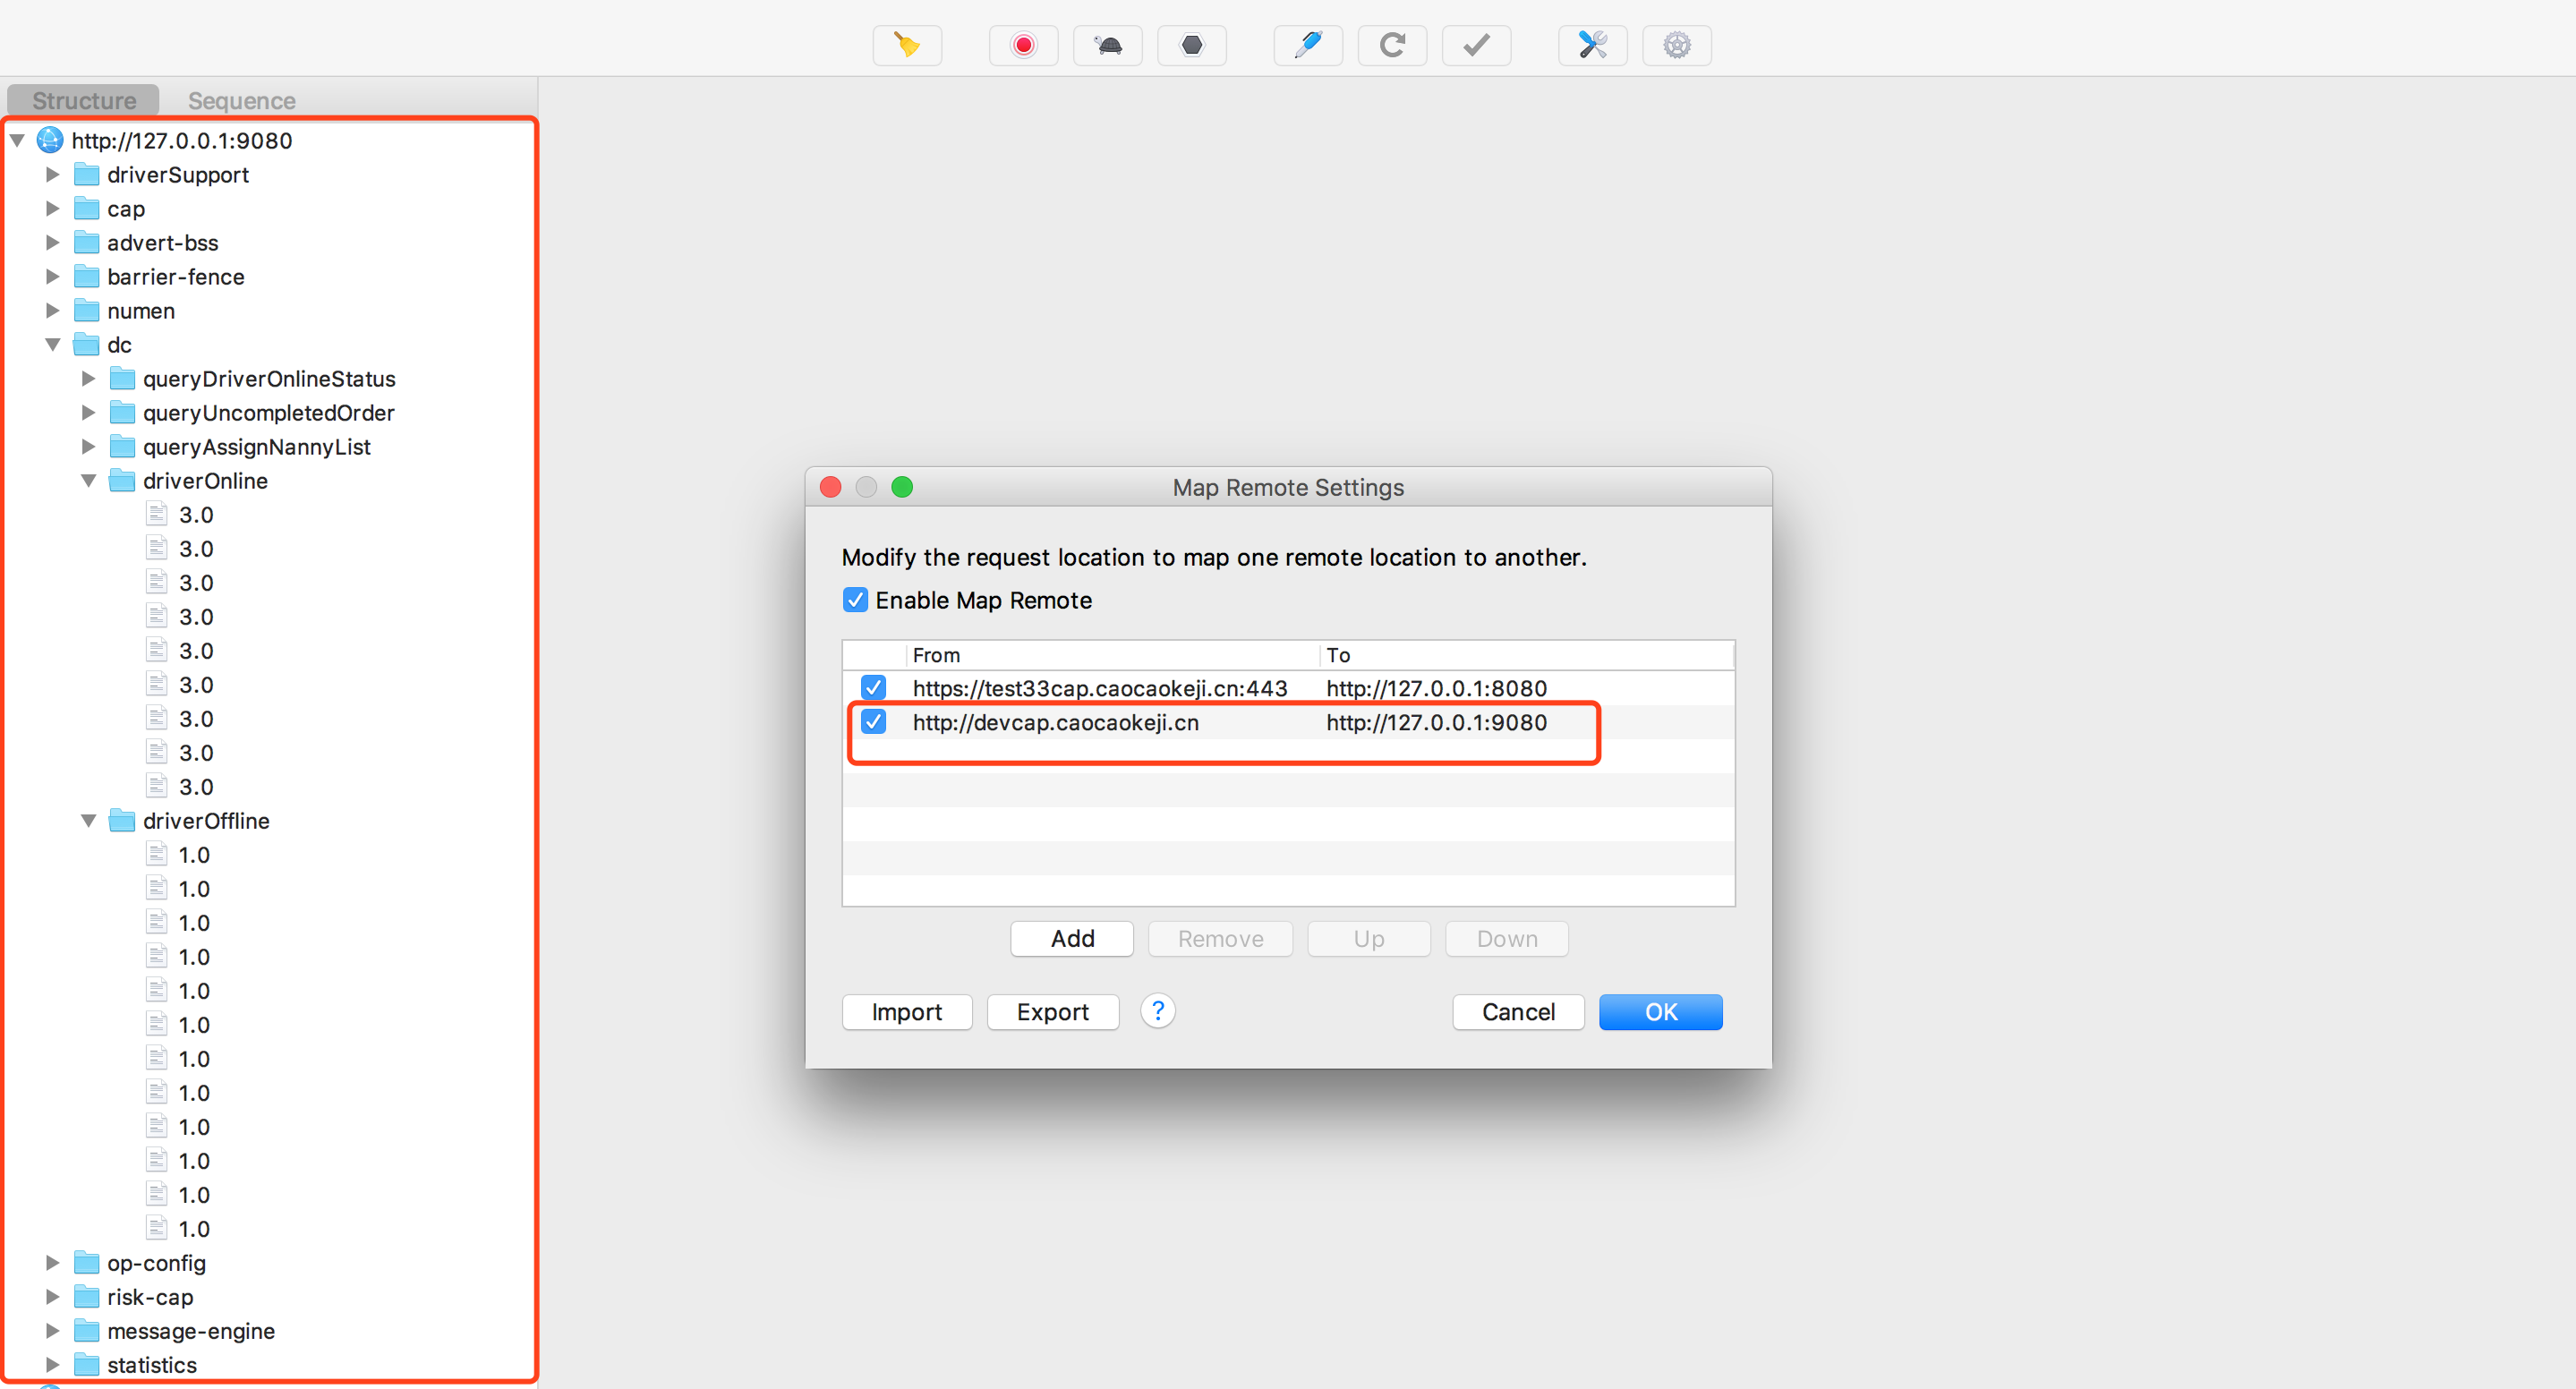 Structure Sequence
http://127.0.0.1:9080
driverSupport
cap
advert-bss
barrier-fence
numen
dc
queryDriverOnlineStatus
queryUncompletedOrder
queryAssignNannyList
driverOnline
3.0
3.0
3.0
3.0
3.0
3.0
3.0
3.0
3.0
driverOffline
1.0
1.0
1.0
1.0
1.0
1.0
1.0
1.0
1.0
1.0
1.0
1.0
op-config
risk-cap
message-engine
statistics
Map Remote Settings
Modify the request location to map one remote location to another.
Enable Map Remote
From To
https://test33cap.caocaokeji.cn:443 http://127.0.0.1:8080
http://devcap.caocaokeji.cn http://127.0.0.1:9080
Add Remove Up Down
Import Export ? Cancel OK